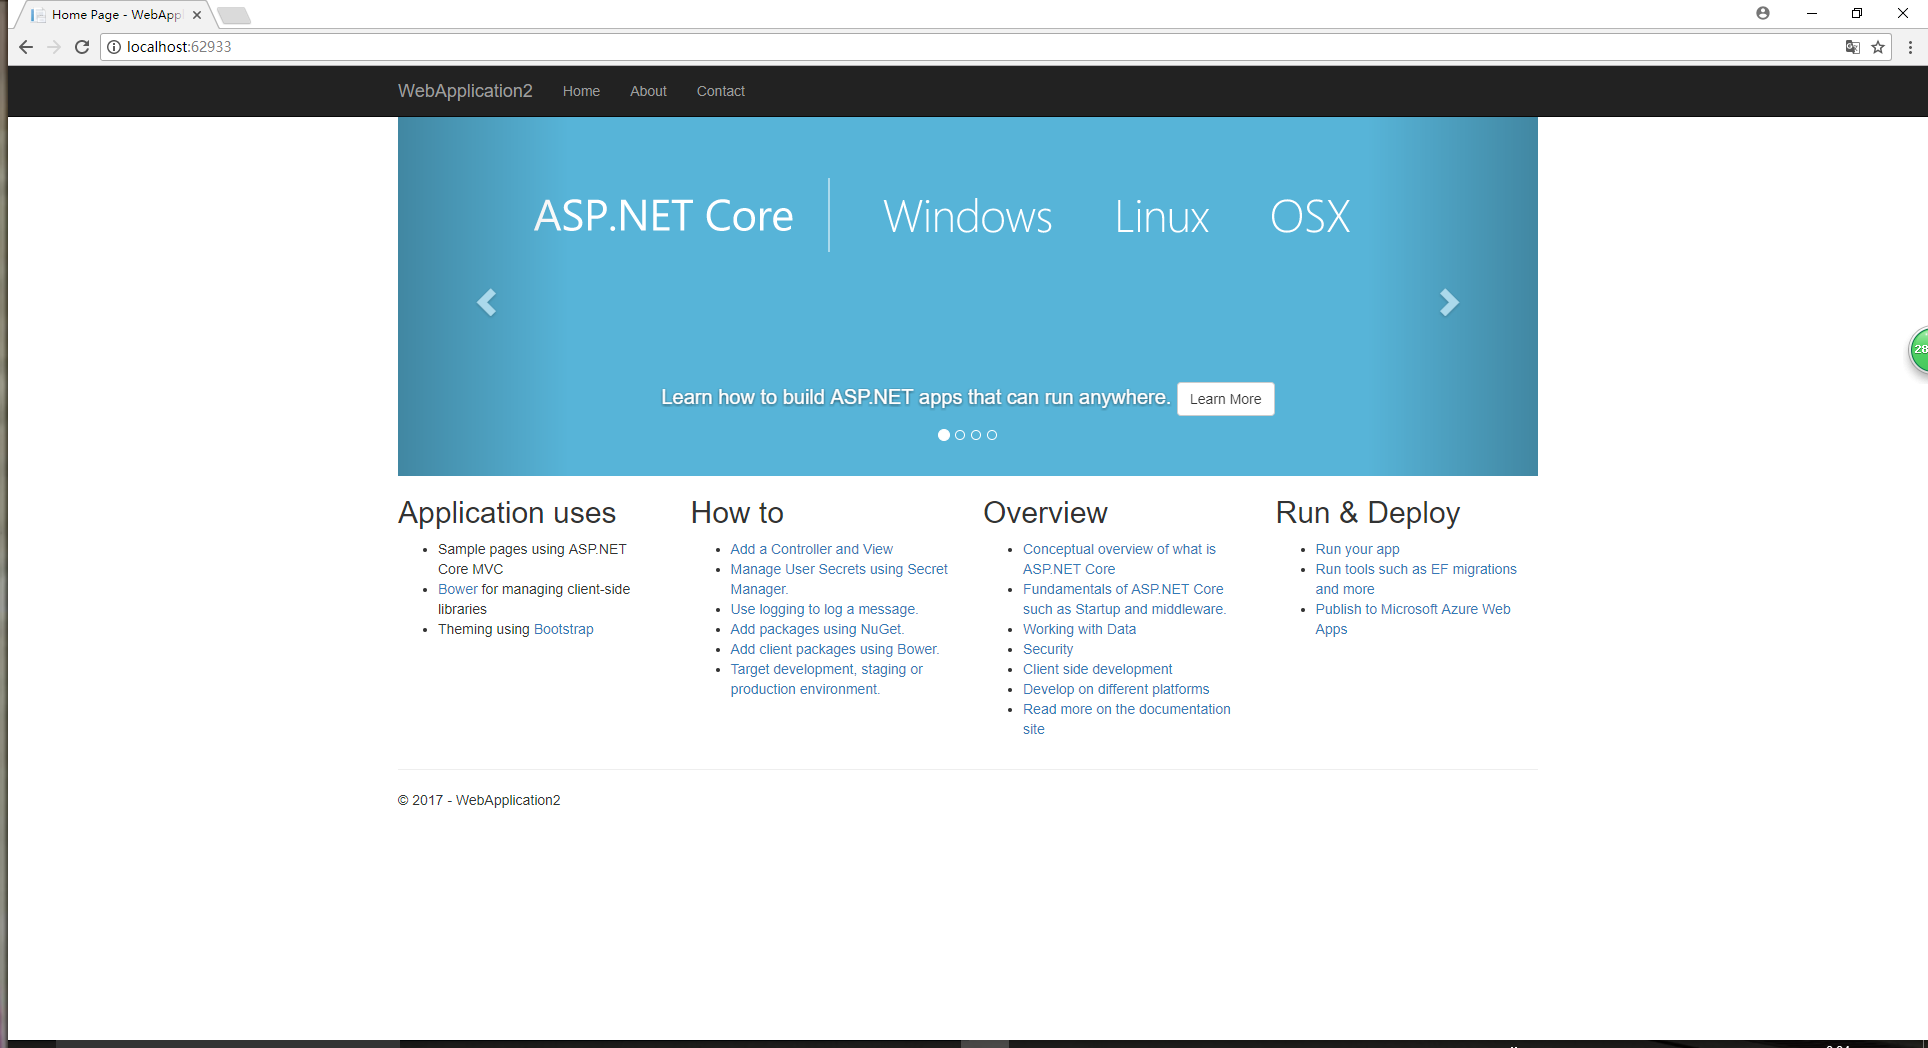 Home Page - WebAppl
localhost:62933
WebApplication2 Home About Contact
ASP.NET Core Windows Linux OSX
28
Learn how to build ASP.NET apps that can run anywhere. Learn More
Application uses
Sample pages using ASP.NET
Core MVC
Bower for managing client-side
libraries
Theming using Bootstrap
How to
Add a Controller and View
Manage User Secrets using Secret
Manager.
Use logging to log a message.
Add packages using NuGet.
Add client packages using Bower.
Target development, staging or
production environment.
Overview
Conceptual overview of what is
ASP.NET Core
Fundamentals of ASP.NET Core
such as Startup and middleware.
Working with Data
Security
Client side development
Develop on different platforms
Read more on the documentation
site
Run & Deploy
Run your app
Run tools such as EF migrations
and more
Publish to Microsoft Azure Web
Apps
© 2017 - WebApplication2